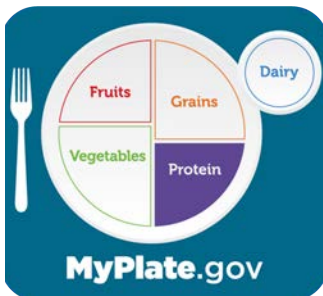 Dairy
Fruits
Grains
Vegetables
Protein
MyPlate.gov